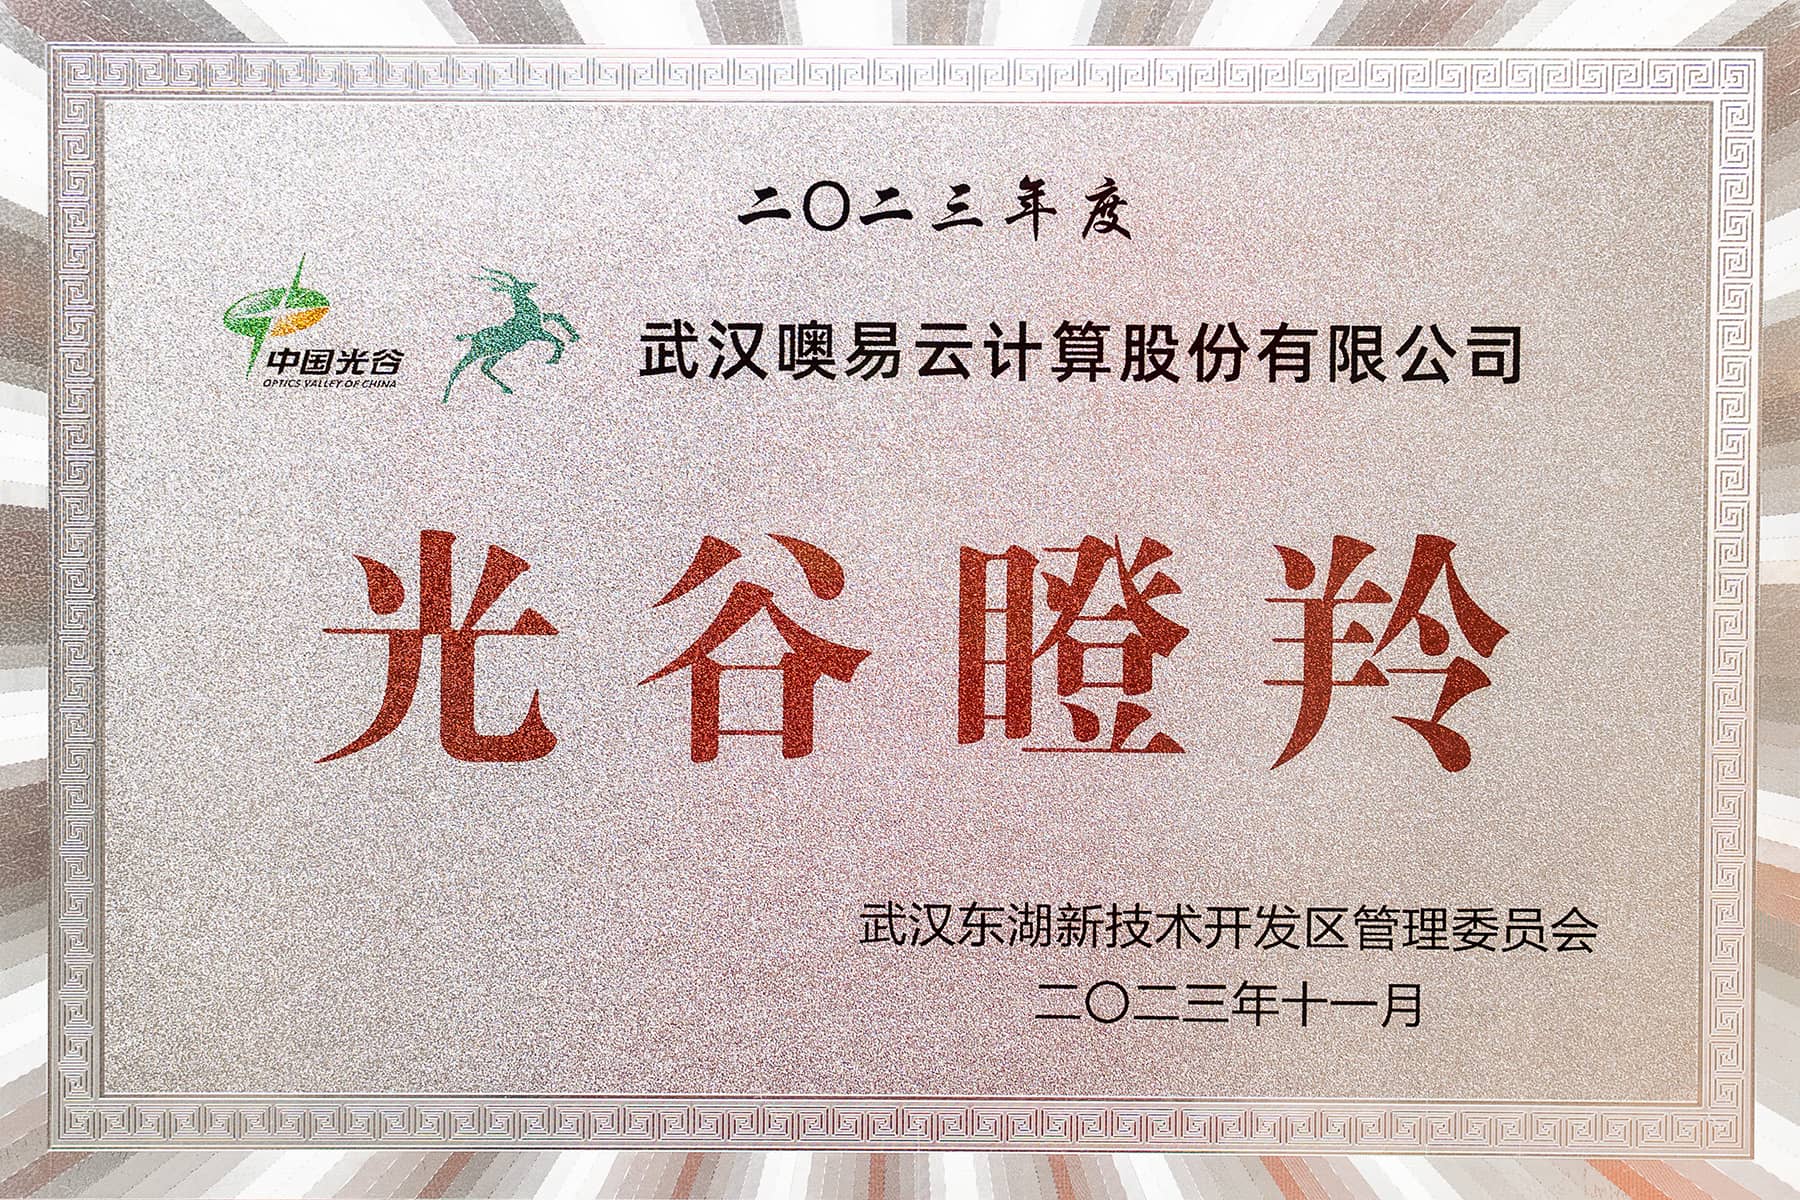 二〇二三年度
中国光谷
OPTICS VALLEY OF CHINA
武汉噢易云计算股份有限公司
光谷瞪羚
武汉东湖新技术开发区管理委员会
二〇二三年十一月